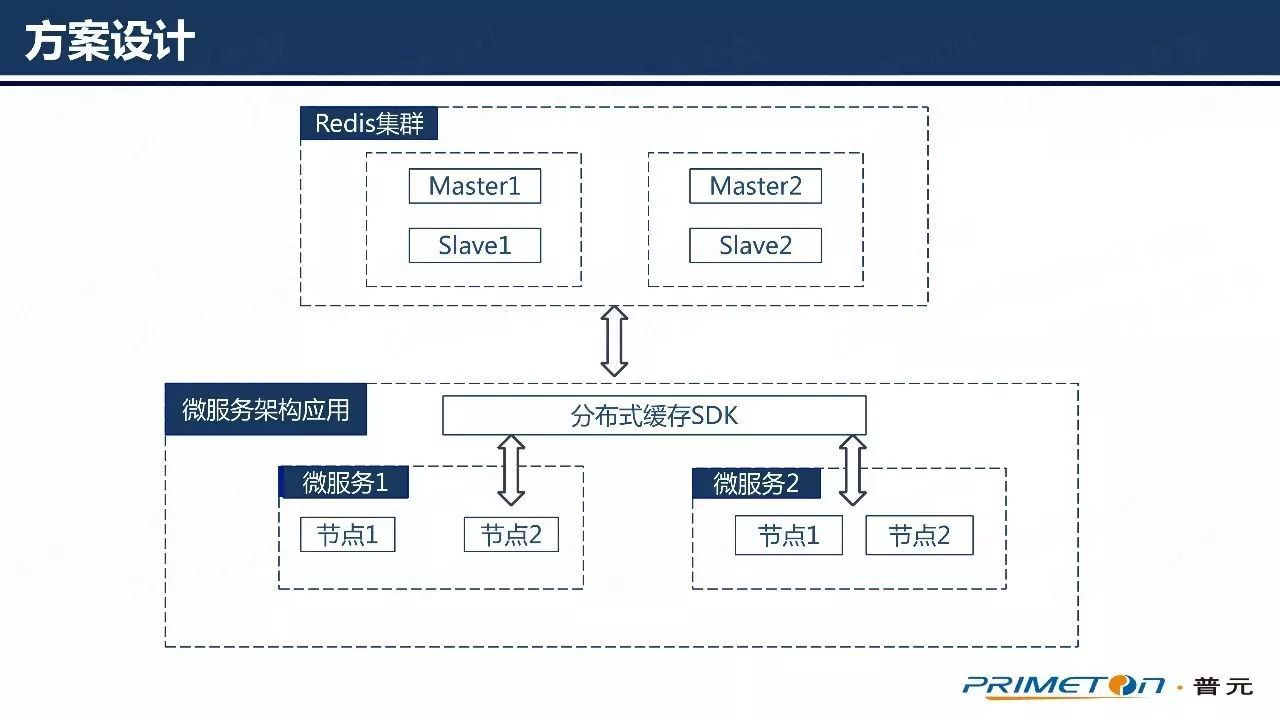 方案设计
Redis集群
Master1
Master2
Slave1
Slave2
微服务架构应用
分布式缓存SDK
微服务1
微服务2
节点1
节点2
节点1
节点2
PRIMETON·普元